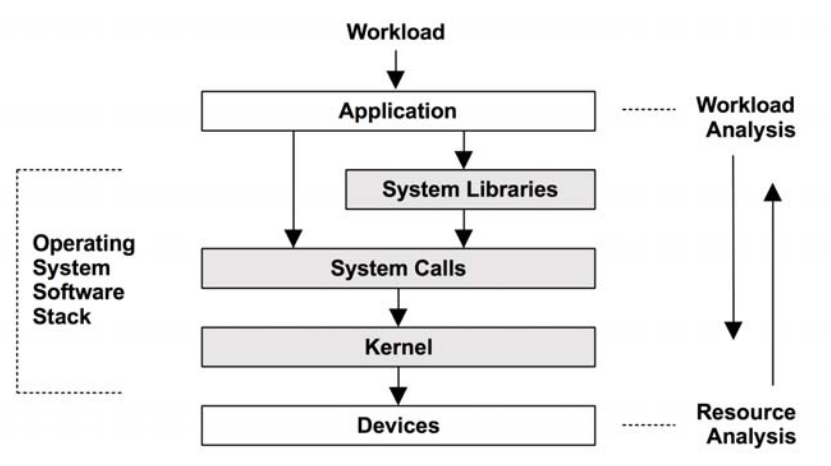 Workload
Application
Workload
Analysis
System Libraries
Operating
System
Software
Stack
System Calls
Kernel
Devices
Resource
Analysis